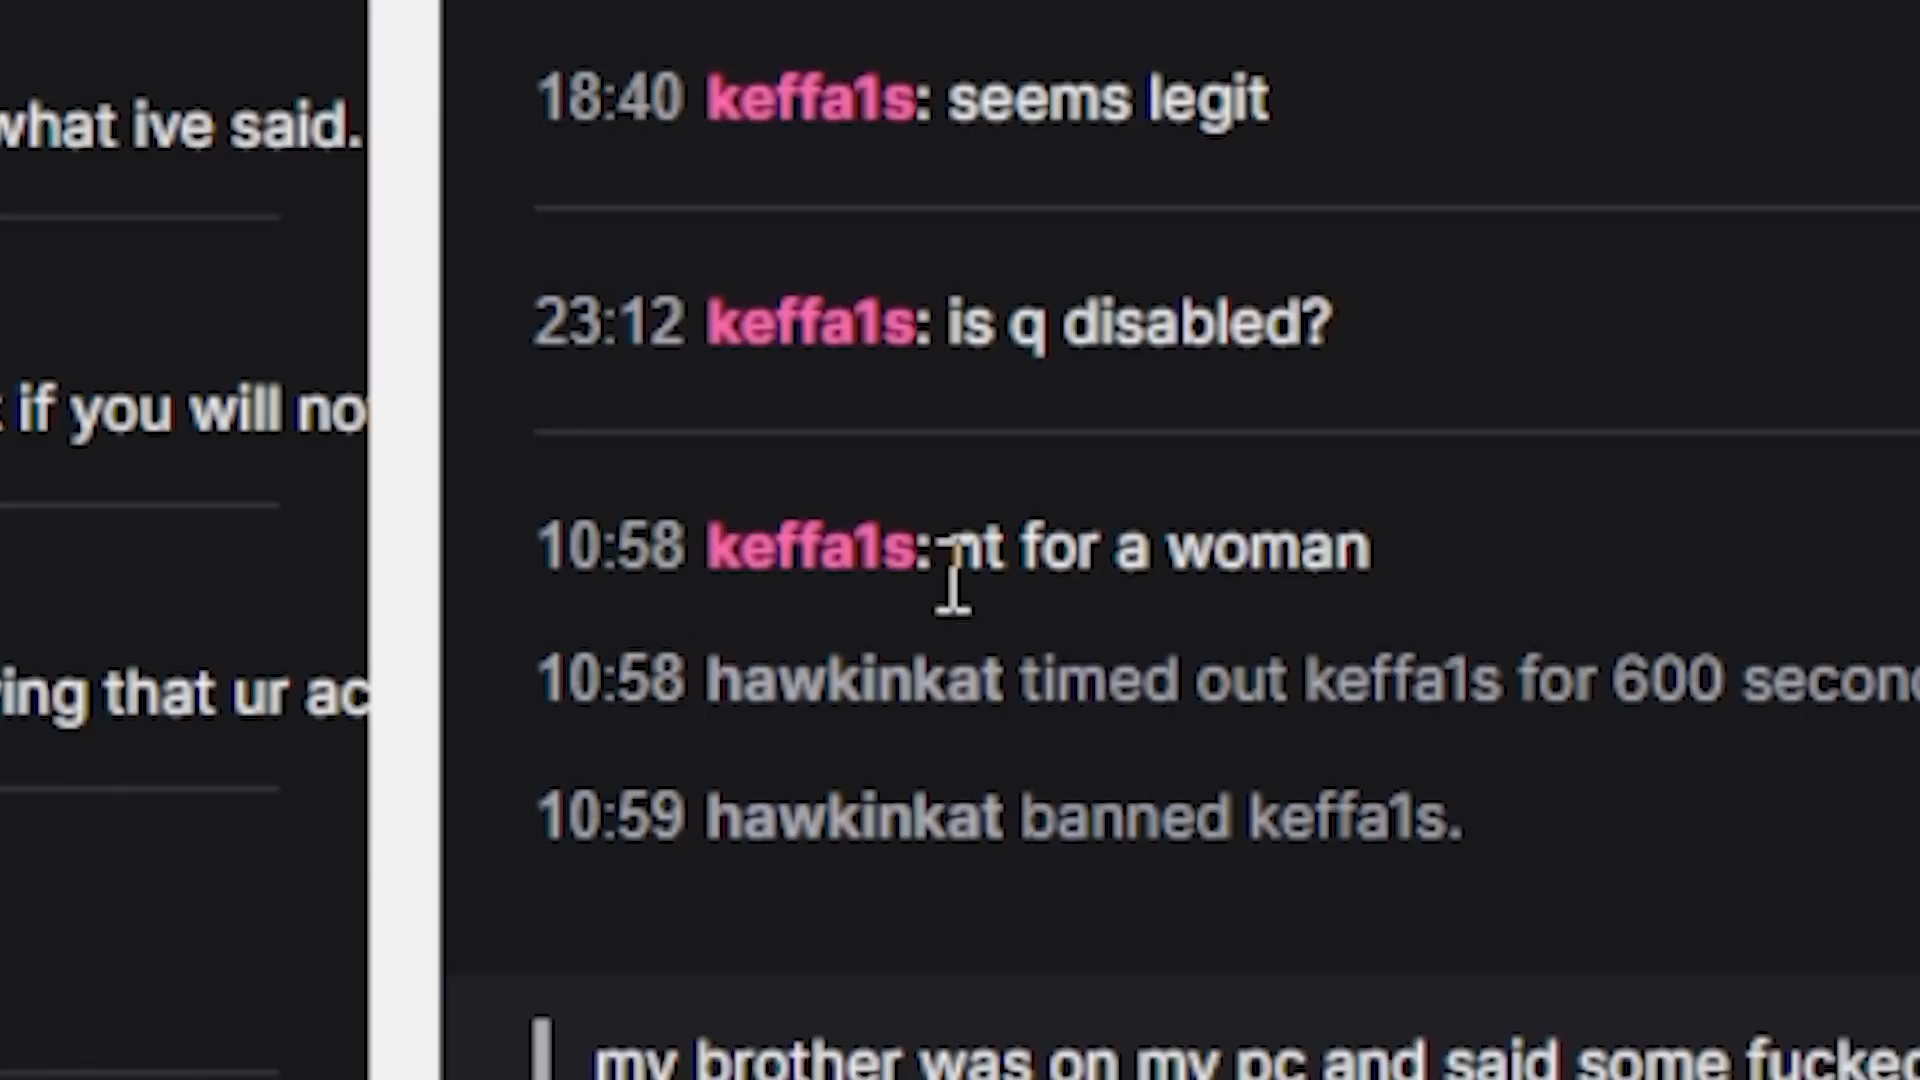 what ive said.
if you will no
ing that ur ac
18:40 keffa1s: seems legit
23:12 keffa1s: is q disabled?
10:58 keffa1s: nt for a woman
10:58 hawkinkat timed out keffa1s for 600 secon
10:59 hawkinkat banned keffa1s.
my brother was on my pc and said some fucked